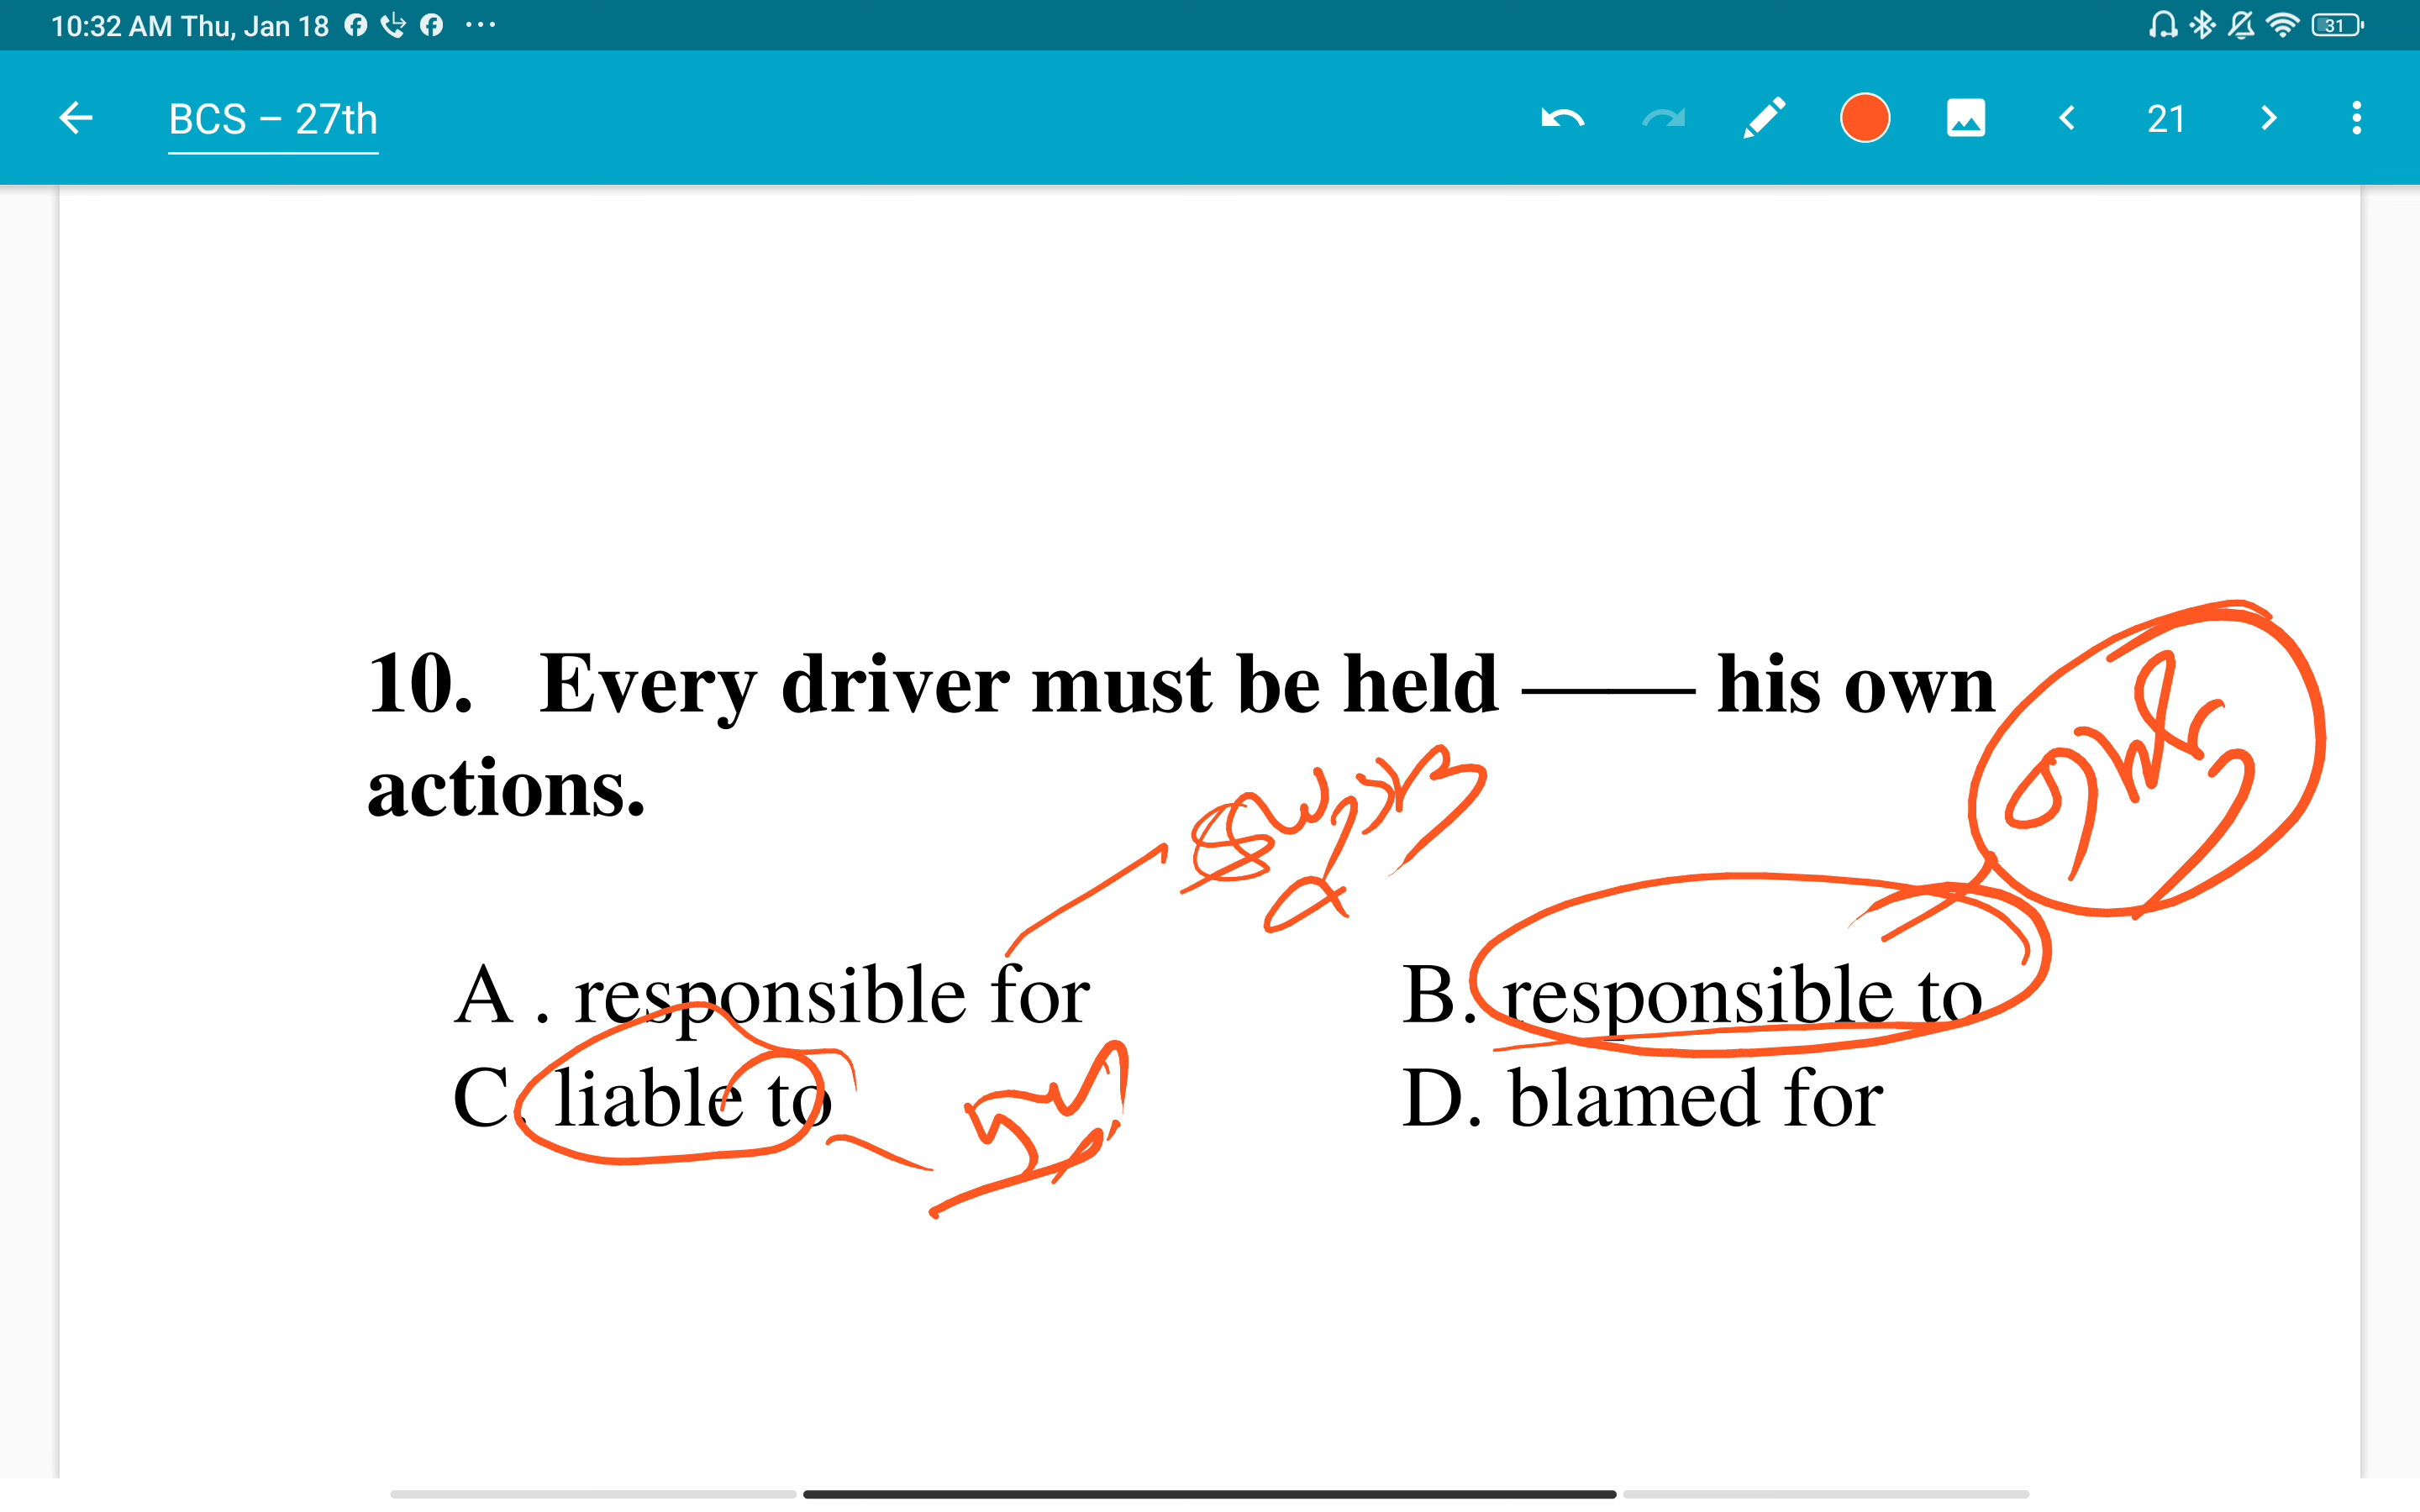 10:32 AM Thu, Jan 18
31
BCS – 27th
21
10. Every driver must be held ——— his own
actions.
A . responsible for
B. responsible to
C. liable to
D. blamed for